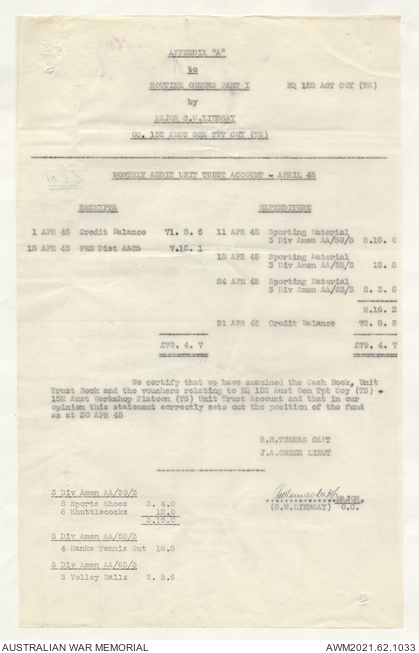 APPENDIX "A"
to
ROUTINE ORDERS PART I HQ 152 AGT COY (TS)
by
MAJOR G.W.LINDSAY
OC. 152 AUST GEN TPT COY (TS)
MONTHLY AUDIT UNIT TRUST ACCOUNT - APRIL 45
RECEIPTS EXPENDITURE
1 APR 45 Credit Balance 71. 8. 6 11 APR 45 Sporting Material
3 Div Amen AA/39/3 3.16. 0
18 APR 45 Dist AACS 7.16. 1
18 APR 45 Sporting Material
3 Div Amen AA/53/3 16. 8
24 APR 45 Sporting Material
3 Div Amen AA/63/3 2. 3. 6
6.16. 2
31 APR 45 Credit Balance 72. 8. 5
£79. 4. 7 £79. 4. 7
We certify that we have examined the Cash Book, Unit
Trust Book and the vouchers relating to HQ 152 Aust Gen Tpt Coy (TS) -
152 Aust Workshop Platoon (TS) Unit Trust Account and that in our
opinion this statement correctly sets out the position of the fund
as at 30 APR 45
R.H.THOMAS CAPT
J.A.GREER LIEUT
MAJOR,
(G.W.LINDSAY) O.C.
3 Div Amen AA/39/3
8 Sports Shoes 3. 4.0
6 Shuttlecocks 12.0
3.16.0
3 Div Amen AA/53/3
4 Hanks Tennis Gut 16.8
3 Div Amen AA/63/3
3 Volley Balls 2. 3.6
AUSTRALIAN WAR MEMORIAL AWM2021.62.1033